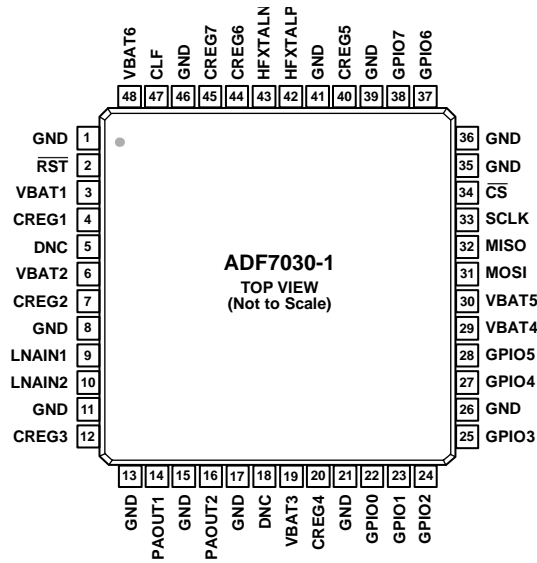 VBAT6
CLF
GND
CREG7
CREG6
HFXTALN
HFXTALP
GND
CREG5
GND
GPIO7
GPIO6
48 47 46 45 44 43 42 41 40 39 38 37
GND 1
RST 2
VBAT1 3
CREG1 4
DNC 5
VBAT2 6
CREG2 7
GND 8
LNAIN1 9
LNAIN2 10
GND 11
CREG3 12
ADF7030-1
TOP VIEW
(Not to Scale)
36 GND
35 GND
34 CS
33 SCLK
32 MISO
31 MOSI
30 VBAT5
29 VBAT4
28 GPIO5
27 GPIO4
26 GND
25 GPIO3
13 14 15 16 17 18 19 20 21 22 23 24
GND
PAOUT1
GND
PAOUT2
GND
DNC
VBAT3
CREG4
GND
GPIO0
GPIO1
GPIO2